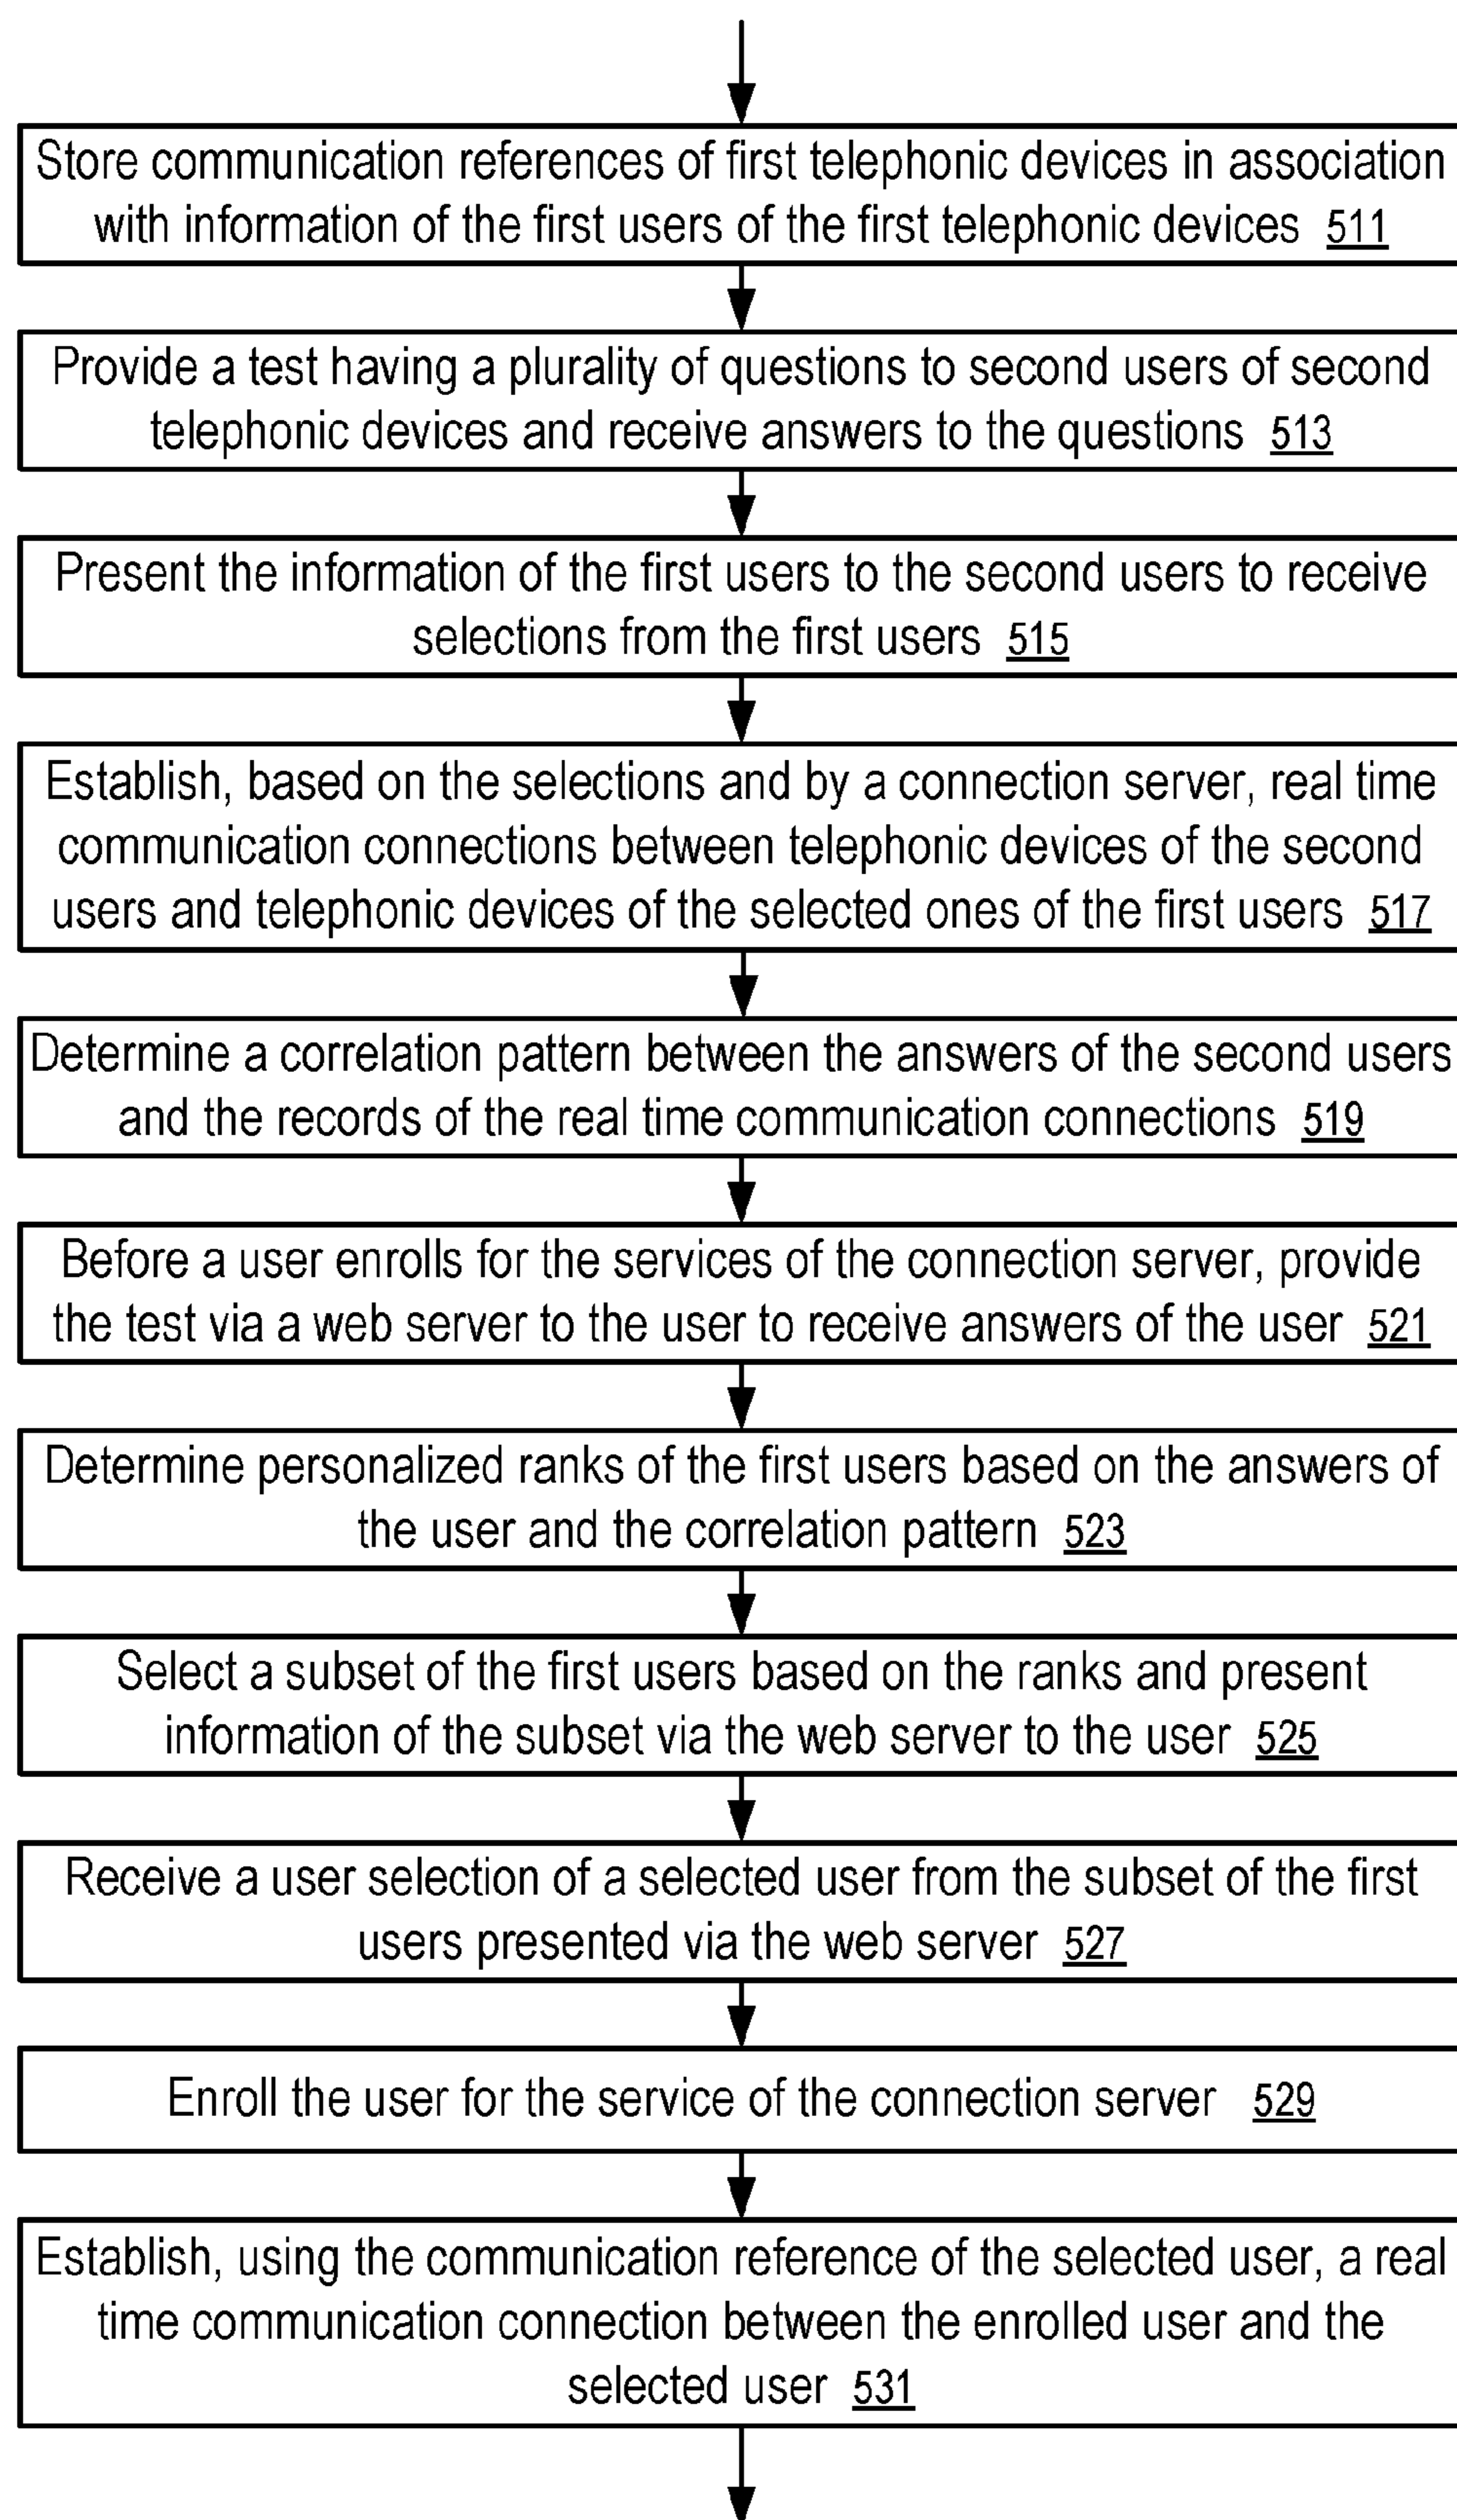 Store communication references of first telephonic devices in association
with information of the first users of the first telephonic devices 511
Provide a test having a plurality of questions to second users of second
telephonic devices and receive answers to the questions 513
Present the information of the first users to the second users to receive
selections from the first users 515
Establish, based on the selections and by a connection server, real time
communication connections between telephonic devices of the second
users and telephonic devices of the selected ones of the first users 517
Determine a correlation pattern between the answers of the second users
and the records of the real time communication connections 519
Before a user enrolls for the services of the connection server, provide
the test via a web server to the user to receive answers of the user 521
Determine personalized ranks of the first users based on the answers of
the user and the correlation pattern 523
Select a subset of the first users based on the ranks and present
information of the subset via the web server to the user 525
Receive a user selection of a selected user from the subset of the first
users presented via the web server 527
Enroll the user for the service of the connection server 529
Establish, using the communication reference of the selected user, a real
time communication connection between the enrolled user and the
selected user 531